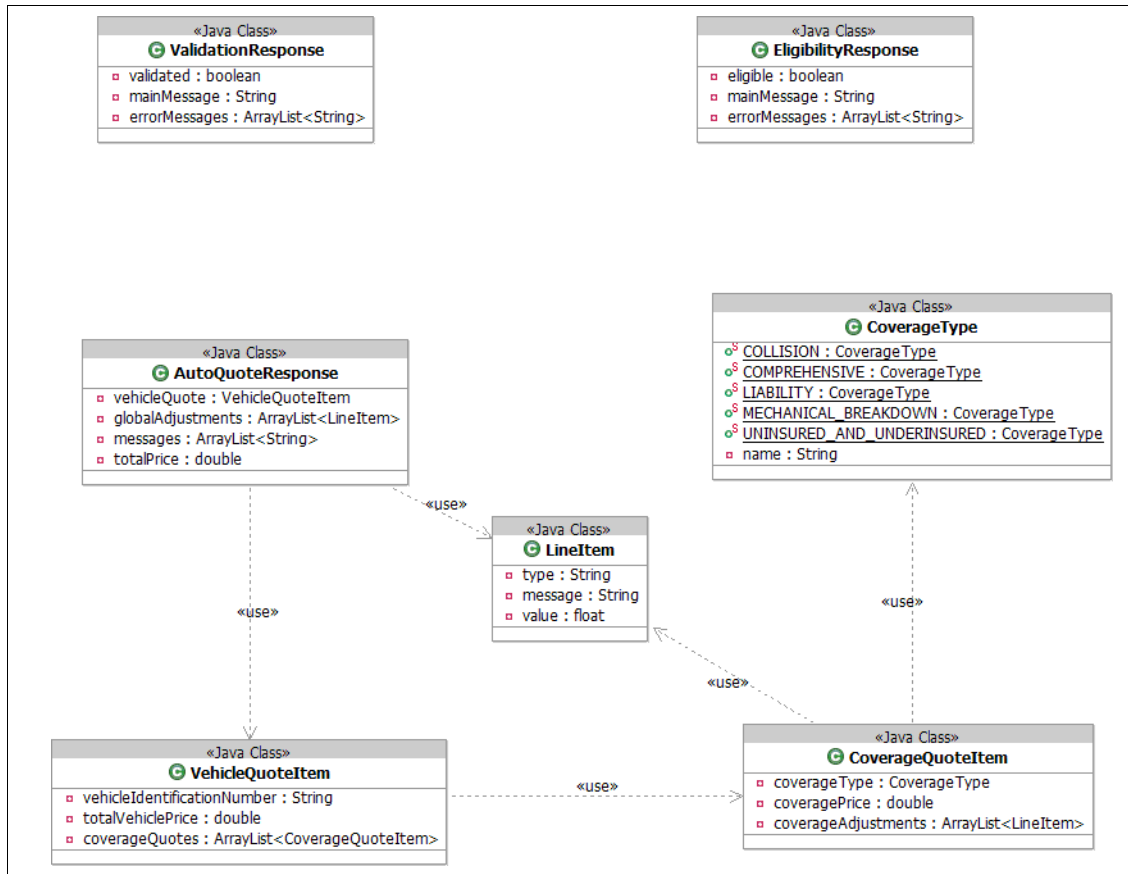 «Java Class»
C ValidationResponse
validated : boolean
mainMessage : String
errorMessages : ArrayList<String>
«Java Class»
C EligibilityResponse
eligible : boolean
mainMessage : String
errorMessages : ArrayList<String>
«Java Class»
C CoverageType
S COLLISION : CoverageType
S COMPREHENSIVE : CoverageType
S LIABILITY : CoverageType
S MECHANICAL_BREAKDOWN : CoverageType
S UNINSURED_AND_UNDERINSURED : CoverageType
name : String
«Java Class»
C AutoQuoteResponse
vehicleQuote : VehicleQuoteItem
globalAdjustments : ArrayList<LineItem>
messages : ArrayList<String>
totalPrice : double
«use»
«Java Class»
C LineItem
type : String
message : String
value : float
«use»
«use»
«use»
«Java Class»
C VehicleQuoteItem
vehicleIdentificationNumber : String
totalVehiclePrice : double
coverageQuotes : ArrayList<CoverageQuoteItem>
«use»
«Java Class»
C CoverageQuoteItem
coverageType : CoverageType
coveragePrice : double
coverageAdjustments : ArrayList<LineItem>